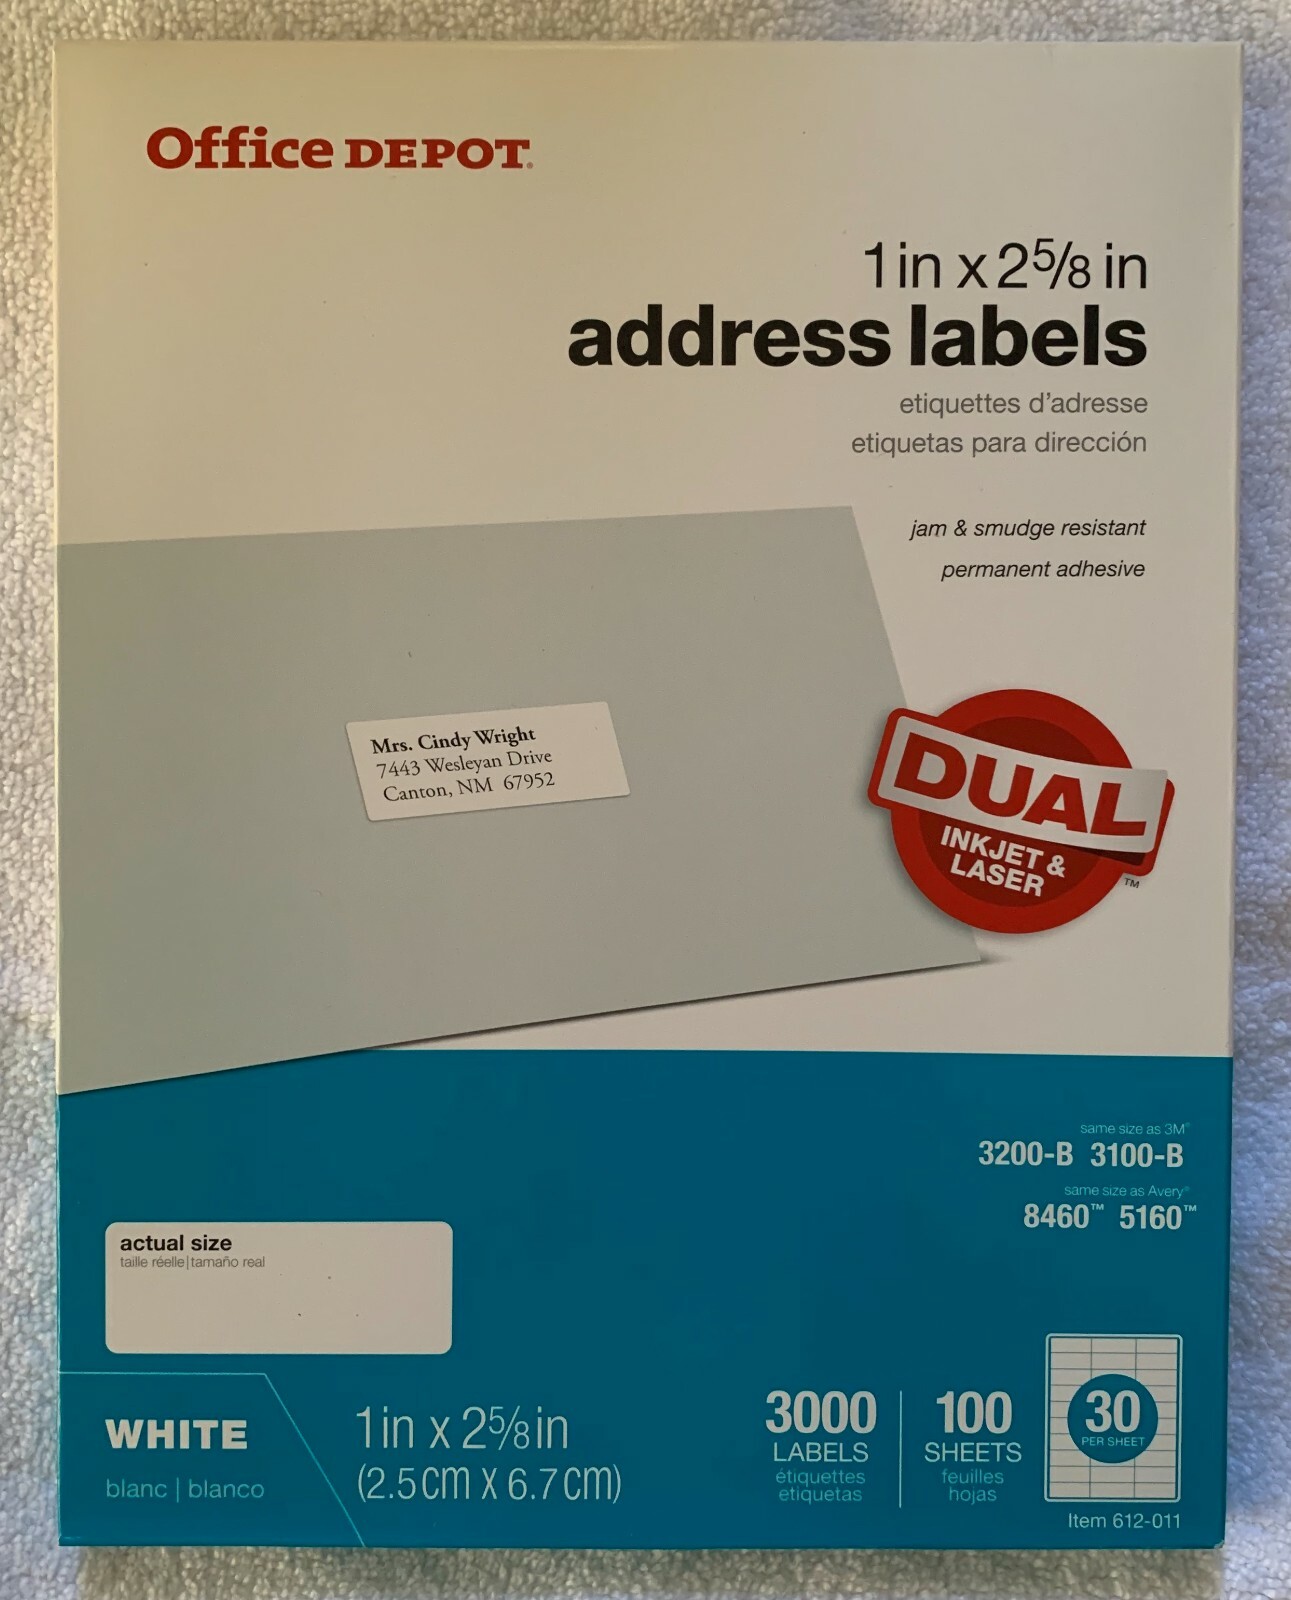 Office DEPOT.
1 in x 2 5/8 in
address labels
etiquettes d'adresse
etiquetas para dirección
jam & smudge resistant
permanent adhesive
Mrs. Cindy Wright
7443 Wesleyan Drive
Canton, NM 67952
DUAL
INKJET &
LASER
TM
same size as 3M®
3200-B 3100-B
same size as Avery®
8460™ 5160™
actual size
taille réelle|tamaño real
WHITE
blanc | blanco
1 in x 2 5/8 in
(2.5 cm x 6.7 cm)
3000
LABELS
étiquettes
etiquetas
100
SHEETS
feuilles
hojas
30
PER SHEET
Item 612-011